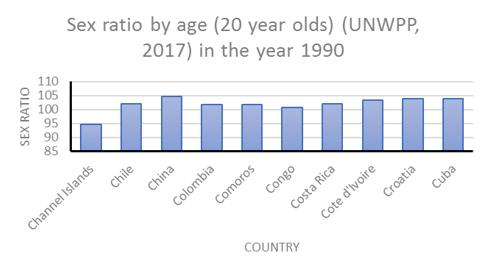 Sex ratio by age (20 year olds) (UNWPP,
2017) in the year 1990
SEX RATIO
110
105
100
95
90
85
Channel Islands
Chile
China
Colombia
Comoros
Congo
Costa Rica
Cote d'Ivoire
Croatia
Cuba
COUNTRY